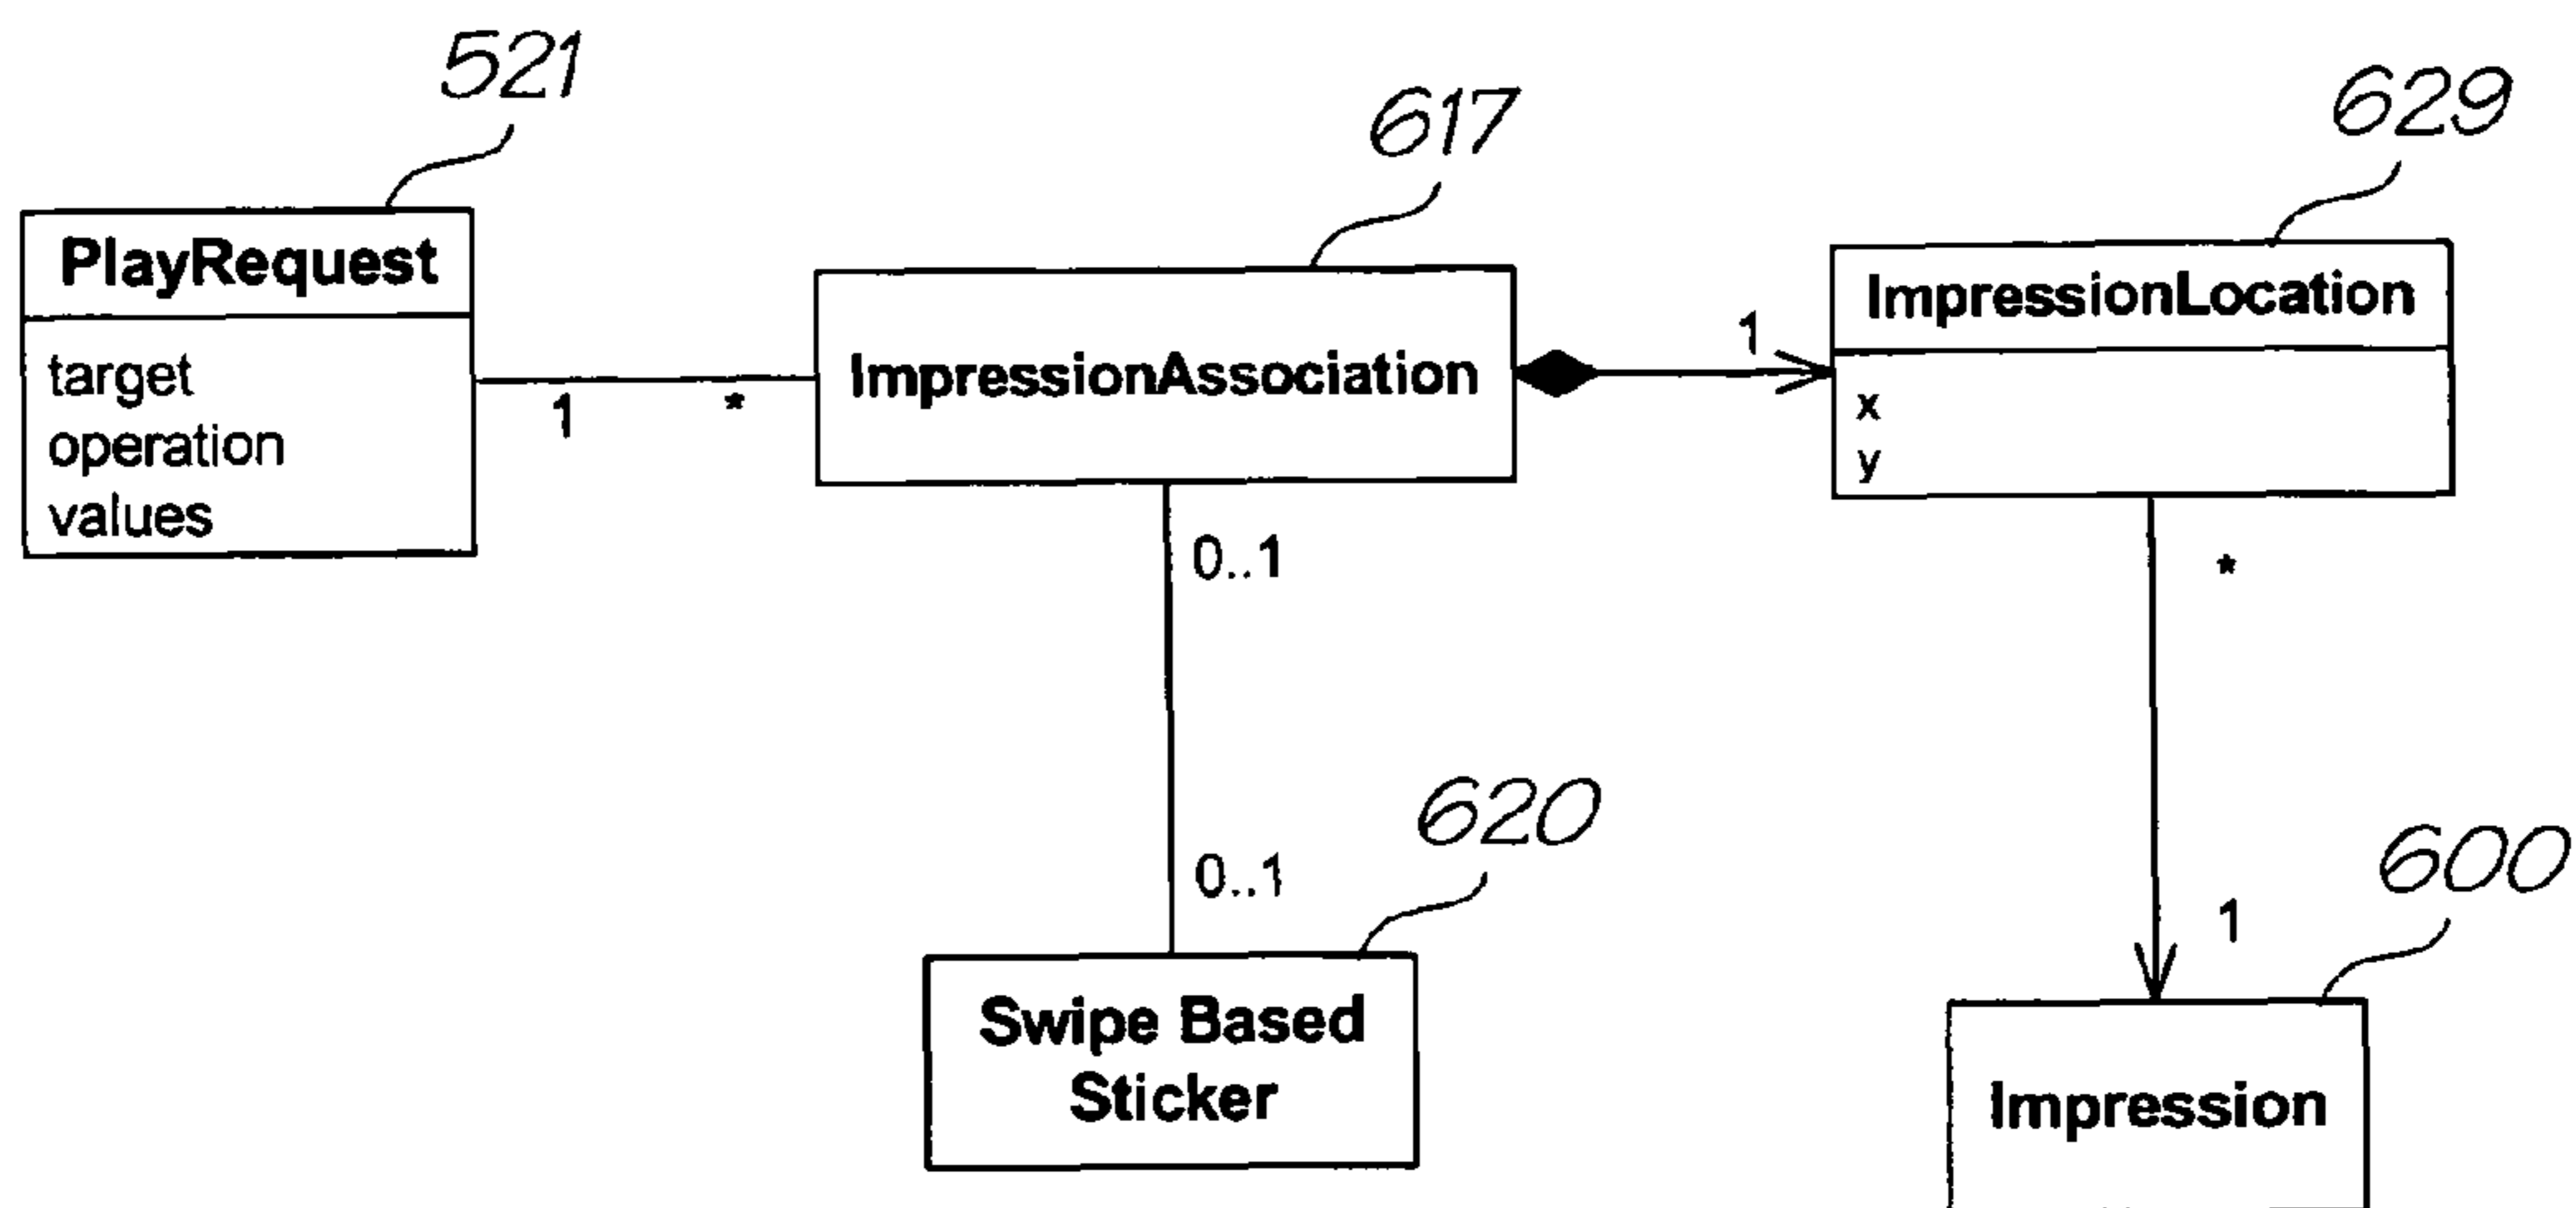 521
617
629
PlayRequest
target
operation
values
1
*
ImpressionAssociation
1
ImpressionLocation
x
y
0..1
*
0..1
620
1
600
Swipe Based
Sticker
Impression